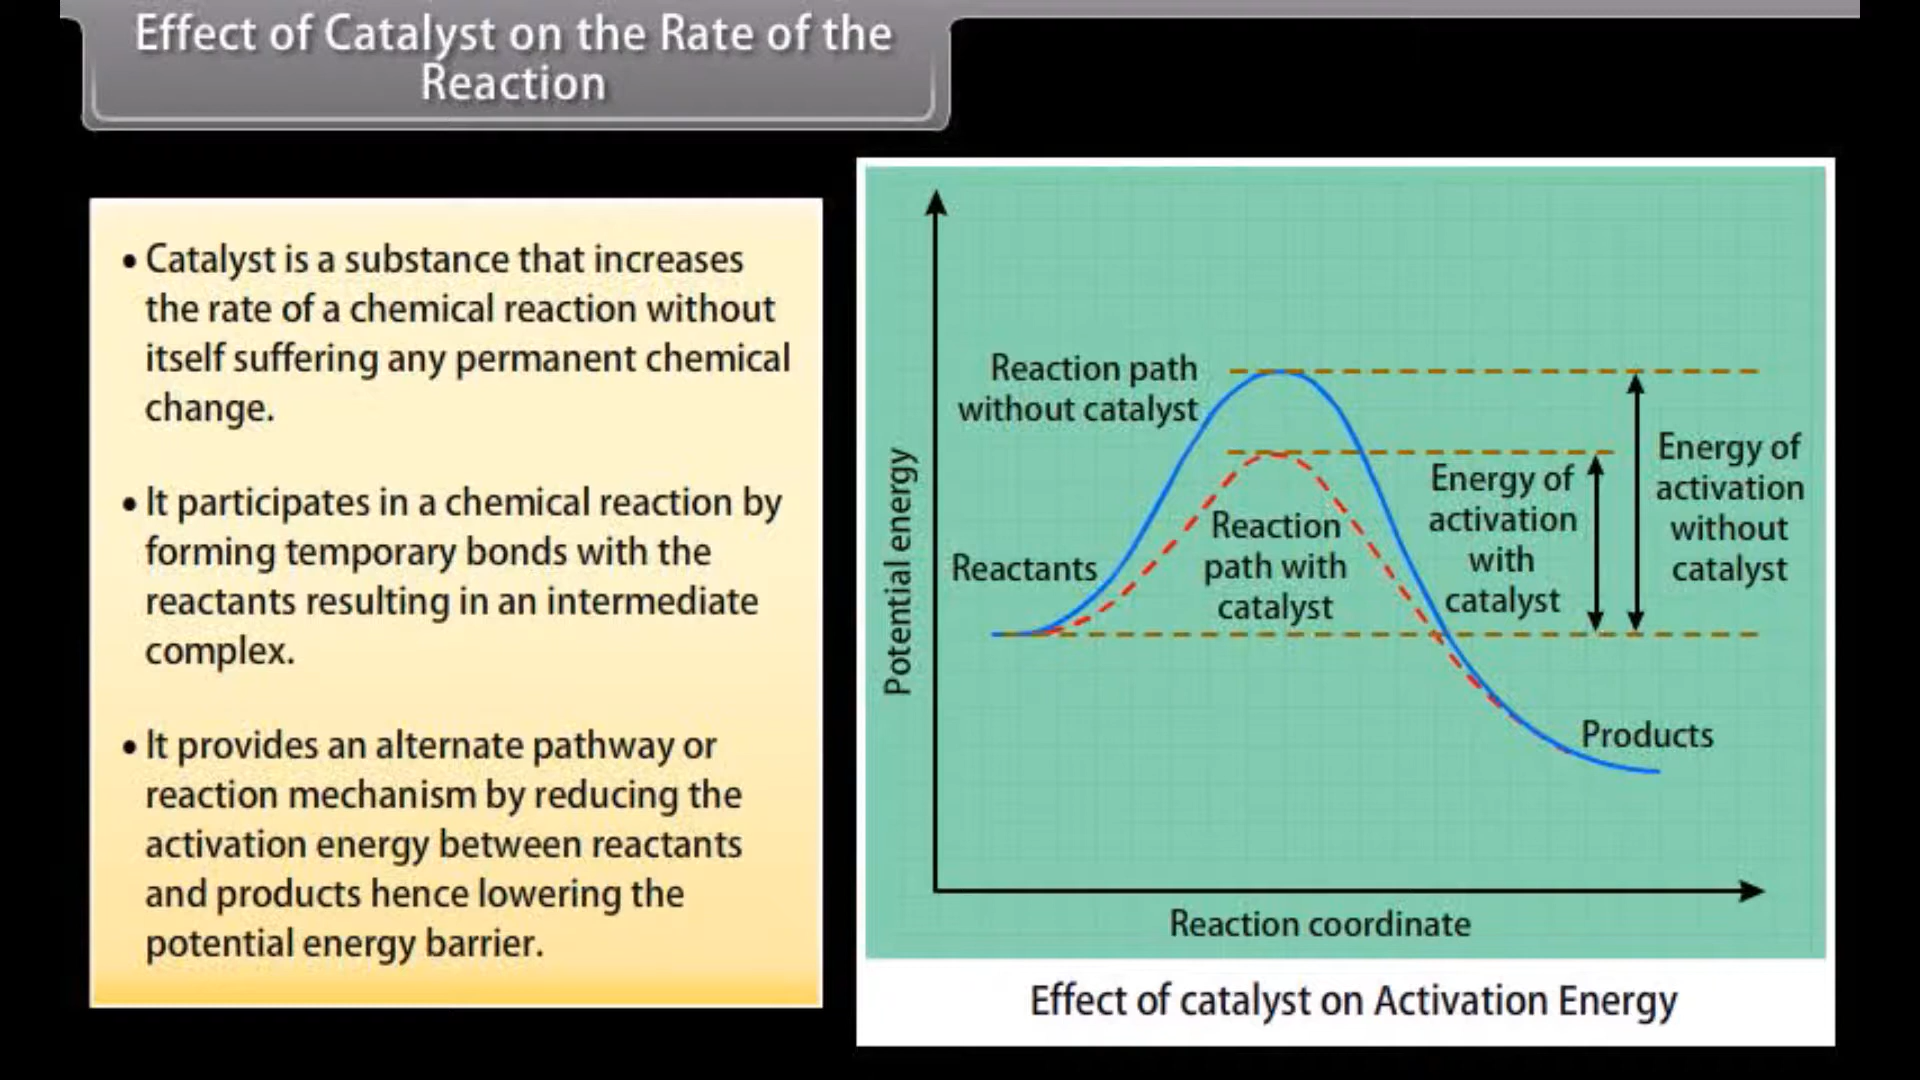 Effect of Catalyst on the Rate of the
Reaction
• Catalyst is a substance that increases
the rate of a chemical reaction without
itself suffering any permanent chemical
change.
• It participates in a chemical reaction by
forming temporary bonds with the
reactants resulting in an intermediate
complex.
• It provides an alternate pathway or
reaction mechanism by reducing the
activation energy between reactants
and products hence lowering the
potential energy barrier.
Potential energy
Reaction path
without catalyst
Reactants
Reaction
path with
catalyst
Energy of
activation
with
catalyst
Energy of
activation
without
catalyst
Products
Reaction coordinate
Effect of catalyst on Activation Energy